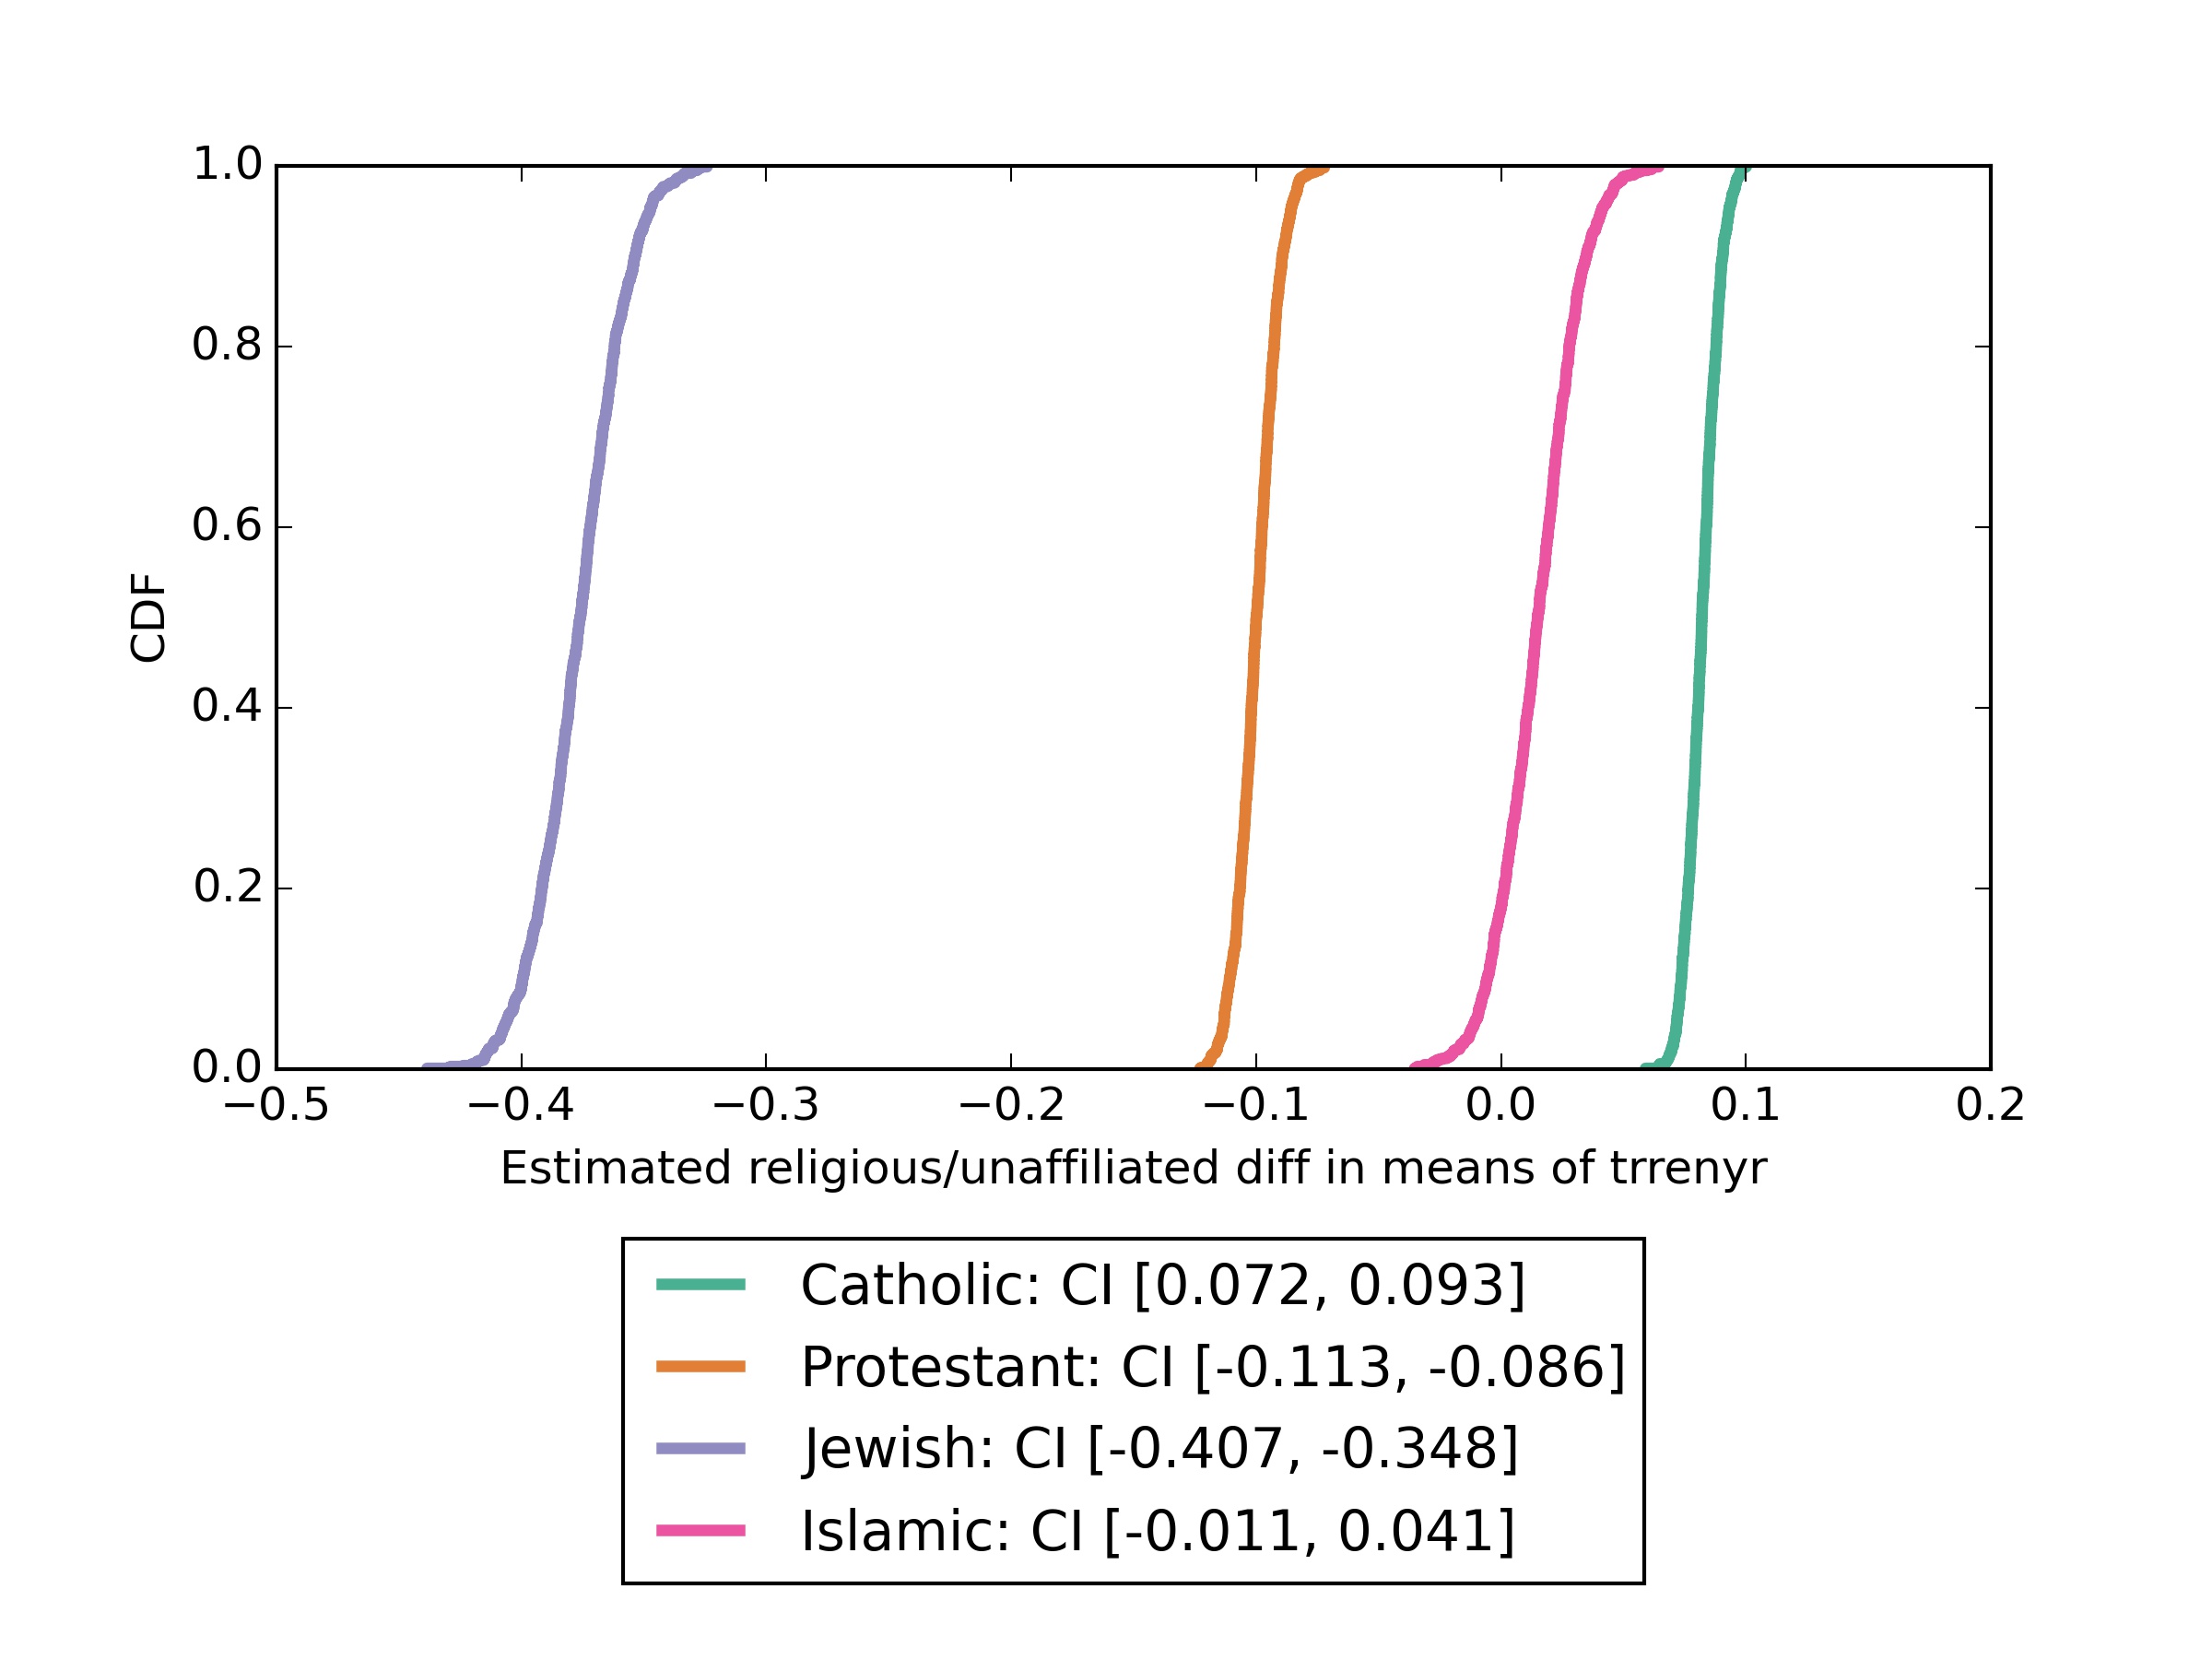 1.0
0.8
0.6
0.4
0.2
0.0
CDF
−0.5 −0.4 −0.3 −0.2 −0.1 0.0 0.1 0.2
Estimated religious/unaffiliated diff in means of trrenyr
Catholic: CI [0.072, 0.093]
Protestant: CI [-0.113, -0.086]
Jewish: CI [-0.407, -0.348]
Islamic: CI [-0.011, 0.041]